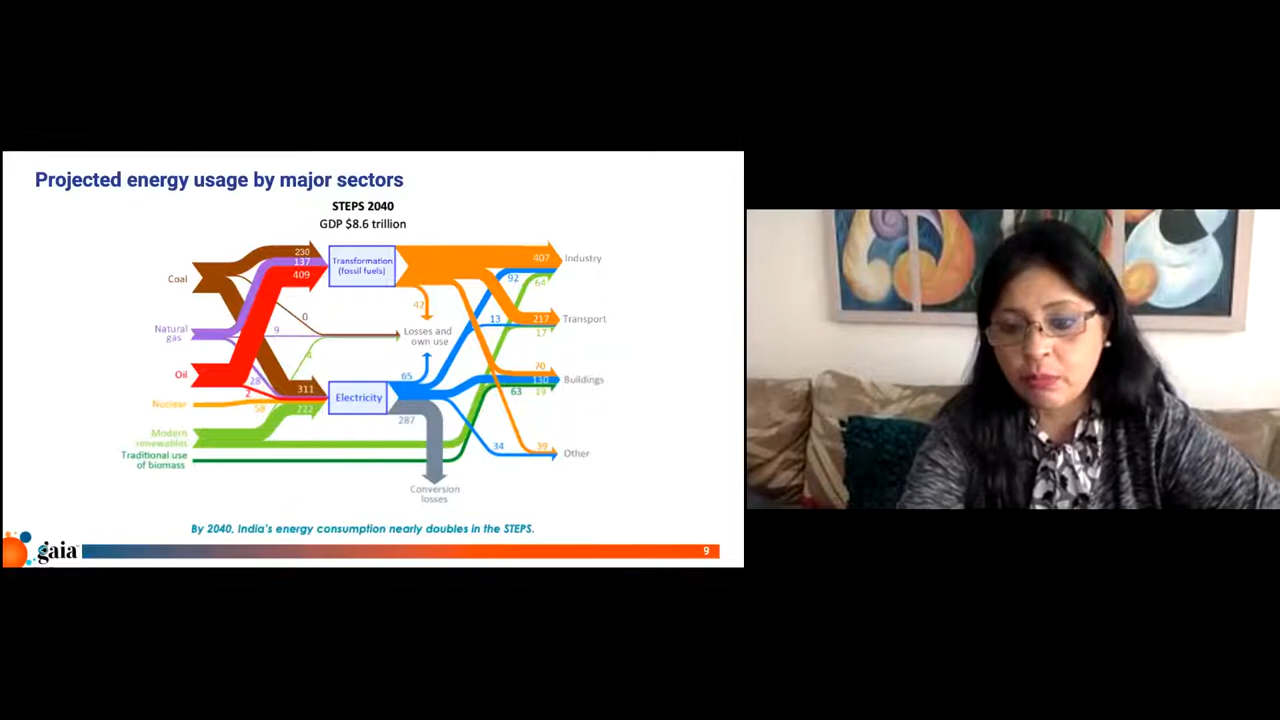 Projected energy usage by major sectors
STEPS 2040
GDP $8.6 trillion
230
137
409
Transformation
(fossil fuels)
407
Industry
Coal
92
64
0
42
Natural
gas
9
Losses and
own use
13
217
Transport
17
4
Oil
28
2
311
65
70
130
Buildings
63
19
Nuclear
58
222
Electricity
287
Modern
renewables
Traditional use
of biomass
34
39
Other
Conversion
losses
By 2040, India's energy consumption nearly doubles in the STEPS.
gaia
9